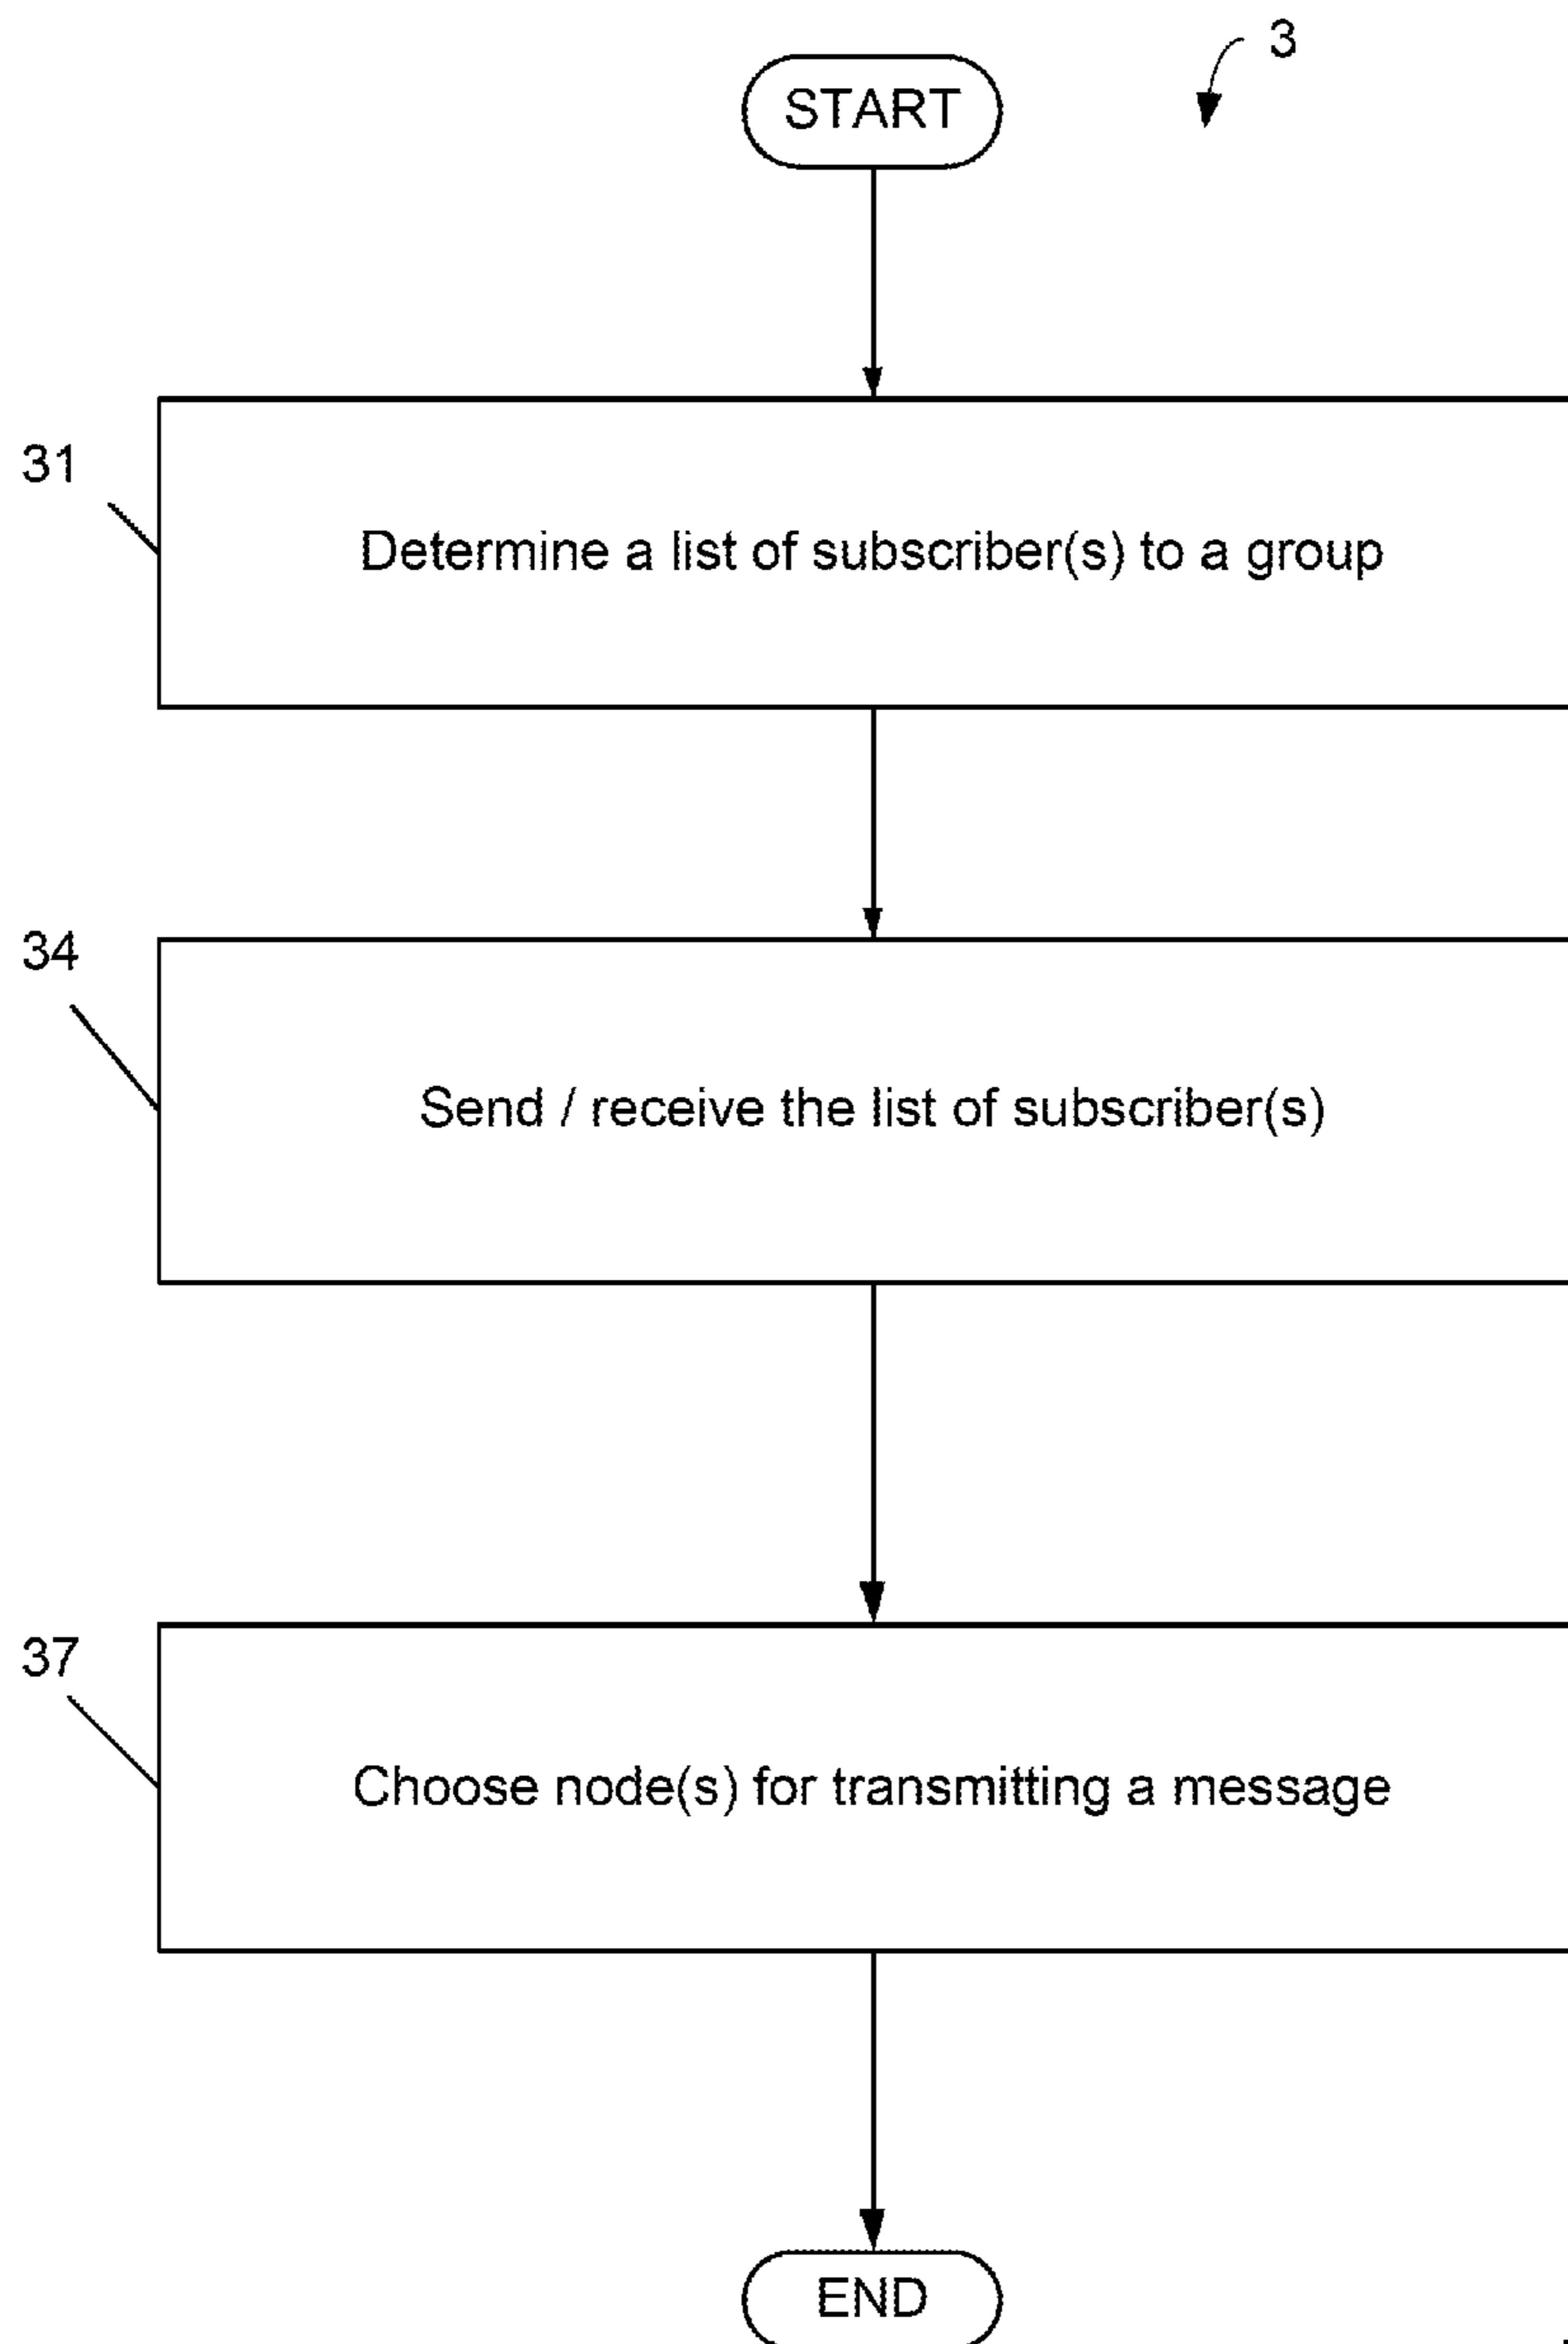 3
START
31
Determine a list of subscriber(s) to a group
34
Send / receive the list of subscriber(s)
37
Choose node(s) for transmitting a message
END